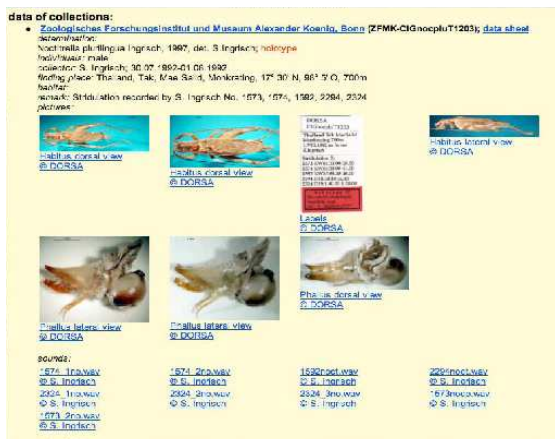 data of collections:
Zoologisches Forschungsinstitut und Museum Alexander Koenig, Bonn (ZFMK-CIGnocpluT1203); data sheet
determination:
Noctitrella plurilingua Ingrisch, 1997, det. S.Ingrisch; holotype
individuals: male
collector: S. Ingrisch; 30.07.1992-01.08.1992
finding place: Thailand, Tak, Mae Salid, Monkrating, 17° 30' N, 98° 5' O, 700m
habitat:
remark: Stridulation recorded by S. Ingrisch No. 1573, 1574, 1592, 2294, 2324
pictures:
Habitus dorsal view
© DORSA
Habitus dorsal view
© DORSA
DORSA
Labels
© DORSA
Habitus lateral view
© DORSA
Phallus lateral view
© DORSA
Phallus lateral view
© DORSA
Phallus dorsal view
© DORSA
sounds:
1574_1no.wav
© S. Ingrisch
1574_2no.wav
© S. Ingrisch
1592noct.wav
© S. Ingrisch
2294noct.wav
© S. Ingrisch
2324_1no.wav
© S. Ingrisch
2324_2no.wav
© S. Ingrisch
2324_3no.wav
© S. Ingrisch
1573nocp.wav
© S. Ingrisch
1573_2no.wav
© S. Ingrisch